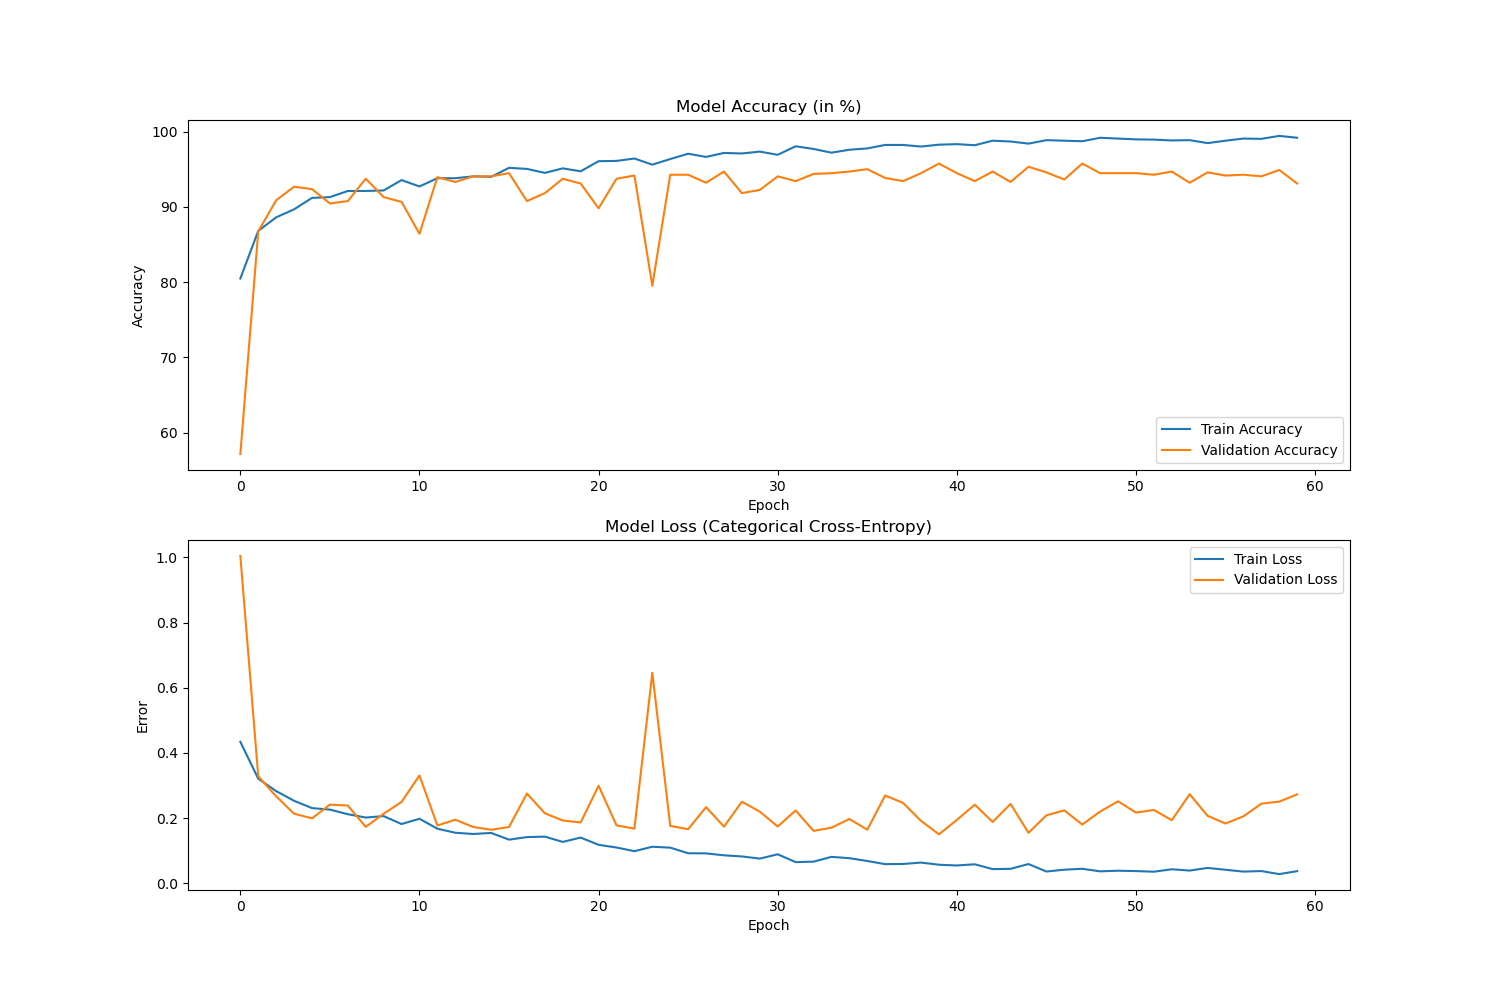 Model Accuracy (in %)
100
90
80
70
60
Accuracy
Train Accuracy
Validation Accuracy
0 10 20 30 40 50 60
Epoch
Model Loss (Categorical Cross-Entropy)
1.0
0.8
0.6
0.4
0.2
0.0
Error
Train Loss
Validation Loss
0 10 20 30 40 50 60
Epoch